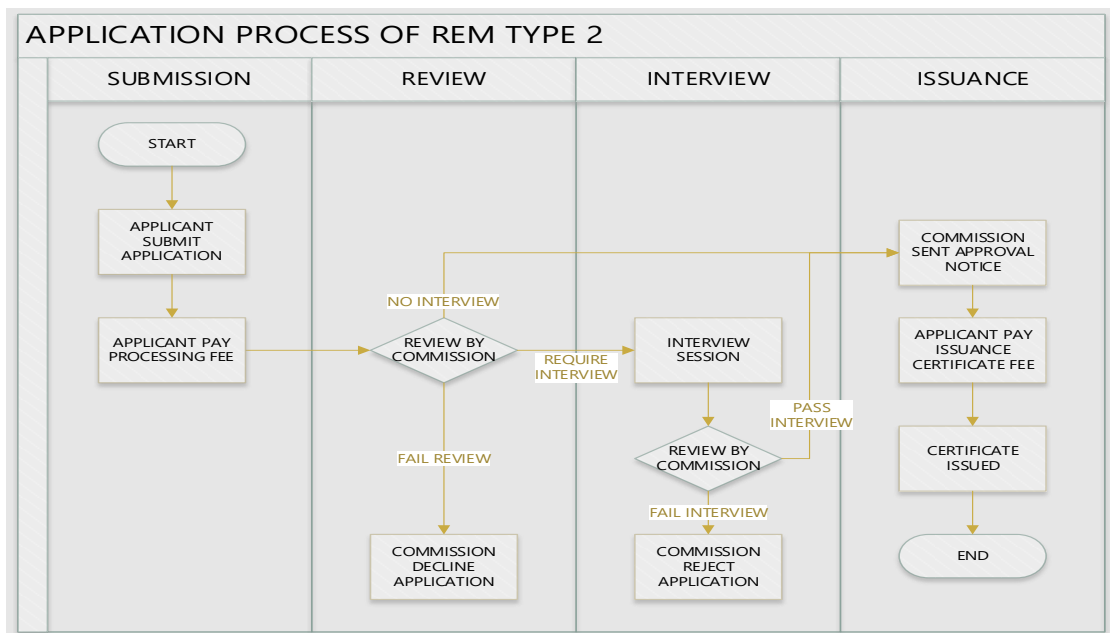 APPLICATION PROCESS OF REM TYPE 2
SUBMISSION
REVIEW
INTERVIEW
ISSUANCE
START
APPLICANT
SUBMIT
APPLICATION
APPLICANT PAY
PROCESSING FEE
NO INTERVIEW
REVIEW BY
COMMISSION
REQUIRE
INTERVIEW
FAIL REVIEW
COMMISSION
DECLINE
APPLICATION
INTERVIEW
SESSION
PASS
INTERVIEW
REVIEW BY
COMMISSION
FAIL INTERVIEW
COMMISSION
REJECT
APPLICATION
COMMISSION
SENT APPROVAL
NOTICE
APPLICANT PAY
ISSUANCE
CERTIFICATE FEE
CERTIFICATE
ISSUED
END